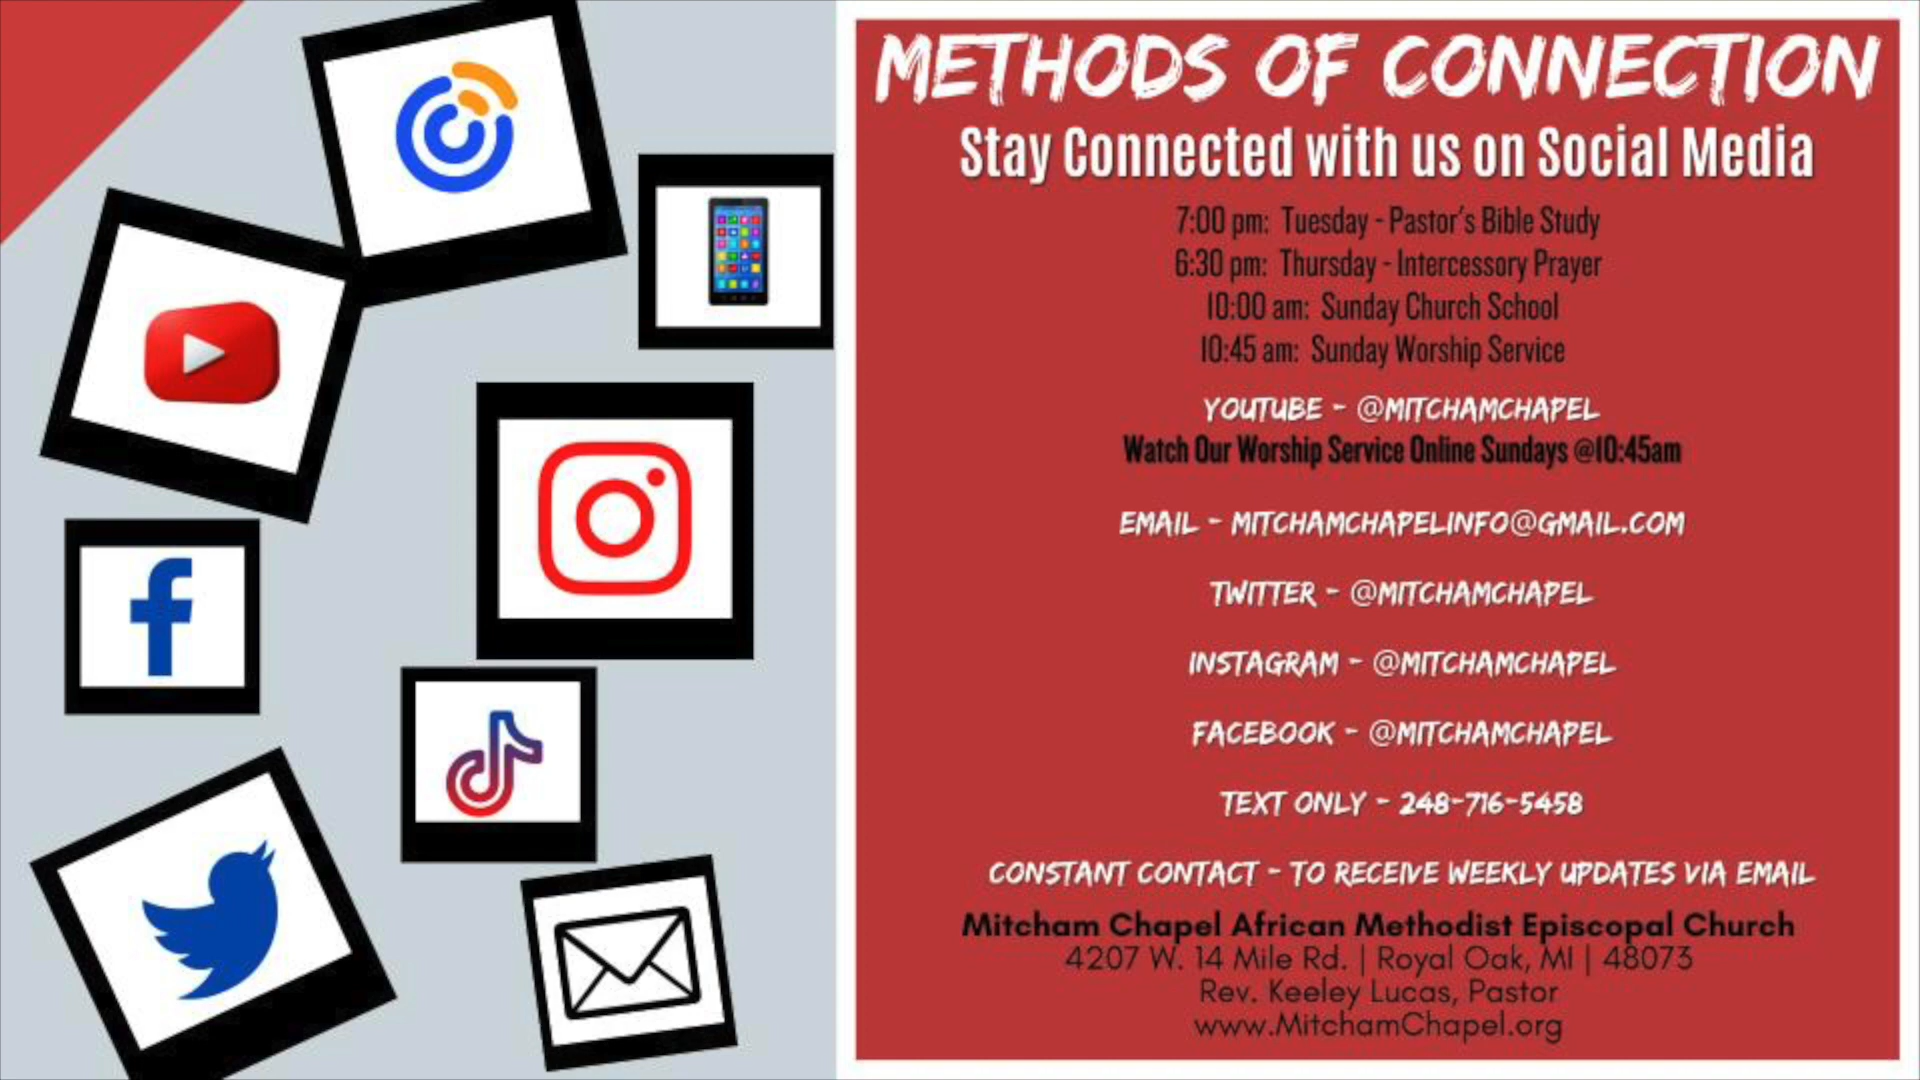 METHODS OF CONNECTION
Stay Connected with us on Social Media
7:00 pm: Tuesday - Pastor's Bible Study
6:30 pm: Thursday - Intercessory Prayer
10:00 am: Sunday Church School
10:45 am: Sunday Worship Service
YOUTUBE - @MITCHAMCHAPEL
Watch Our Worship Service Online Sundays @10:45am
EMAIL - MITCHAMCHAPELINFO@GMAIL.COM
TWITTER - @MITCHAMCHAPEL
INSTAGRAM - @MITCHAMCHAPEL
FACEBOOK - @MITCHAMCHAPEL
TEXT ONLY - 248-716-5458
CONSTANT CONTACT - TO RECEIVE WEEKLY UPDATES VIA EMAIL
Mitcham Chapel African Methodist Episcopal Church
4207 W. 14 Mile Rd. | Royal Oak, MI | 48073
Rev. Keeley Lucas, Pastor
www.MitchamChapel.org